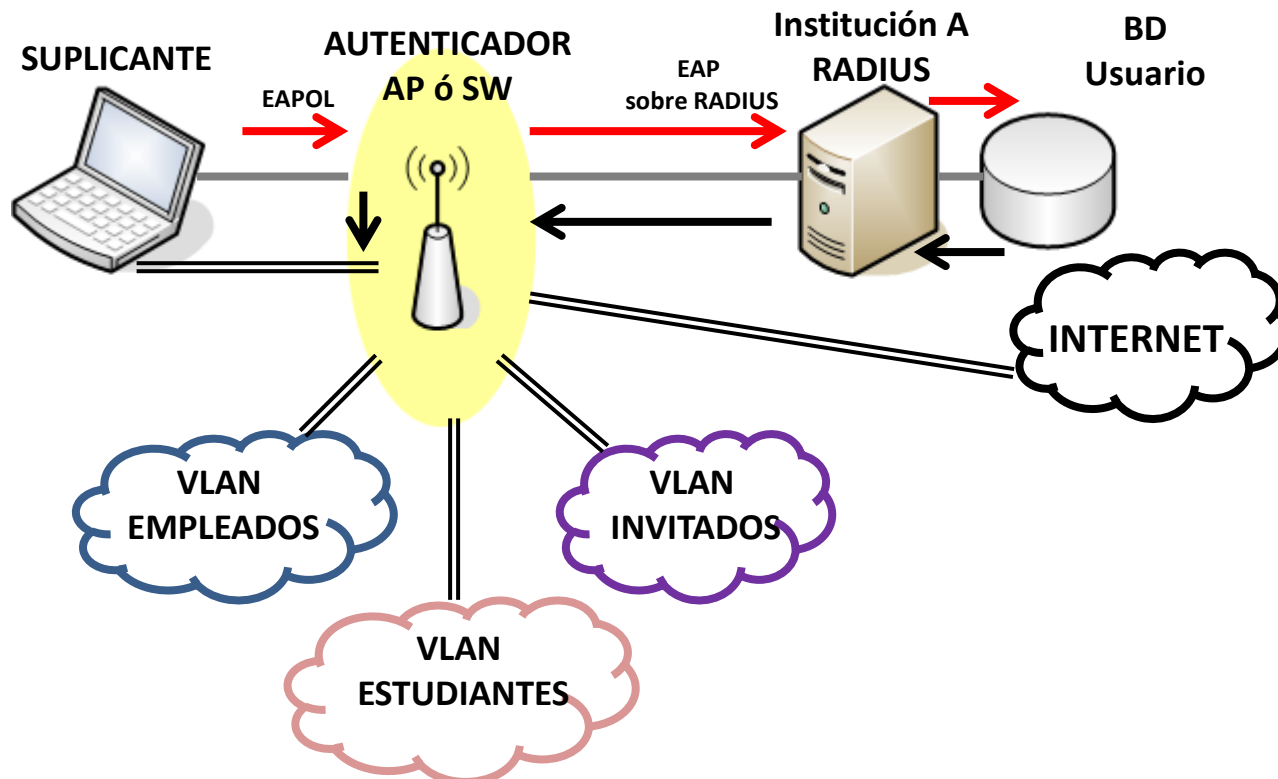 SUPLICANTE
EAPOL
AUTENTICADOR
AP ó SW
EAP
sobre RADIUS
Institución A
RADIUS
BD
Usuario
INTERNET
VLAN
EMPLEADOS
VLAN
INVITADOS
VLAN
ESTUDIANTES